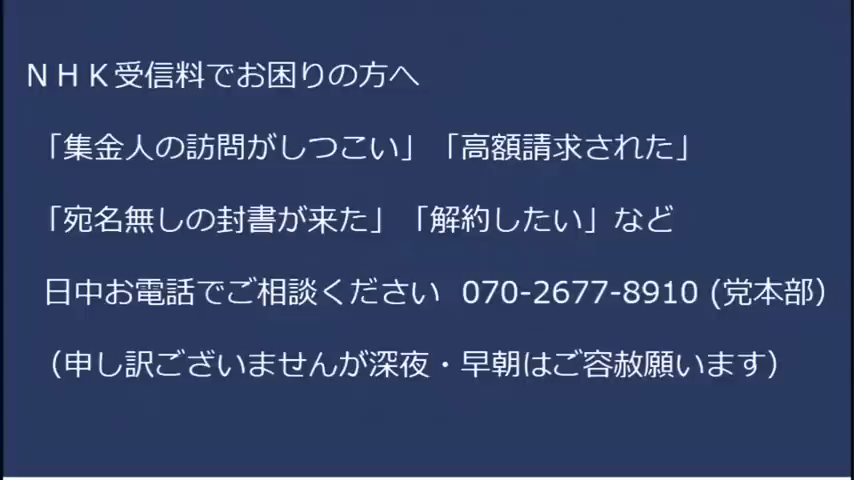 ＮＨＫ受信料でお困りの方へ
「集金人の訪問がしつこい」「高額請求された」
「宛名無しの封書が来た」「解約したい」など
日中お電話でご相談ください 070-2677-8910 (党本部）
（申し訳ございませんが深夜・早朝はご容赦願います）